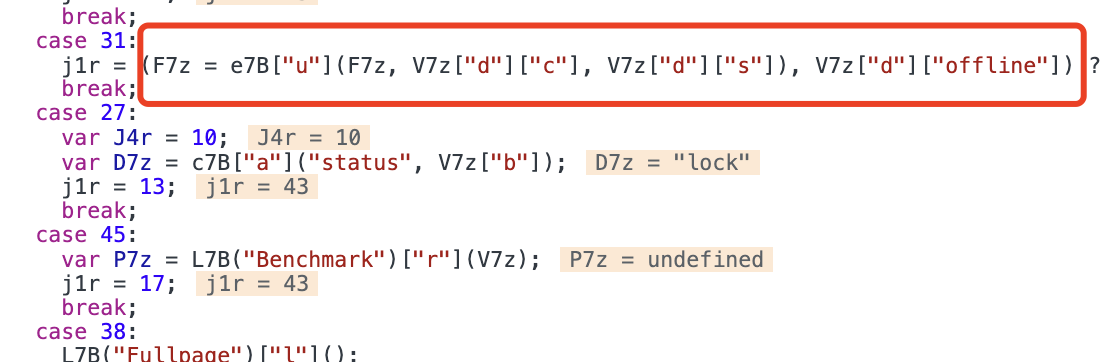 break;
case 31:
j1r = (F7z = e7B["u"](F7z, V7z["d"]["c"], V7z["d"]["s"]), V7z["d"]["offline"]) ?
break;
case 27:
var J4r = 10; J4r = 10
var D7z = c7B["a"]("status", V7z["b"]); D7z = "lock"
j1r = 13; j1r = 43
break;
case 45:
var P7z = L7B("Benchmark")["r"](V7z); P7z = undefined
j1r = 17; j1r = 43
break;
case 38:
L7B("Fullpage")["l"]();